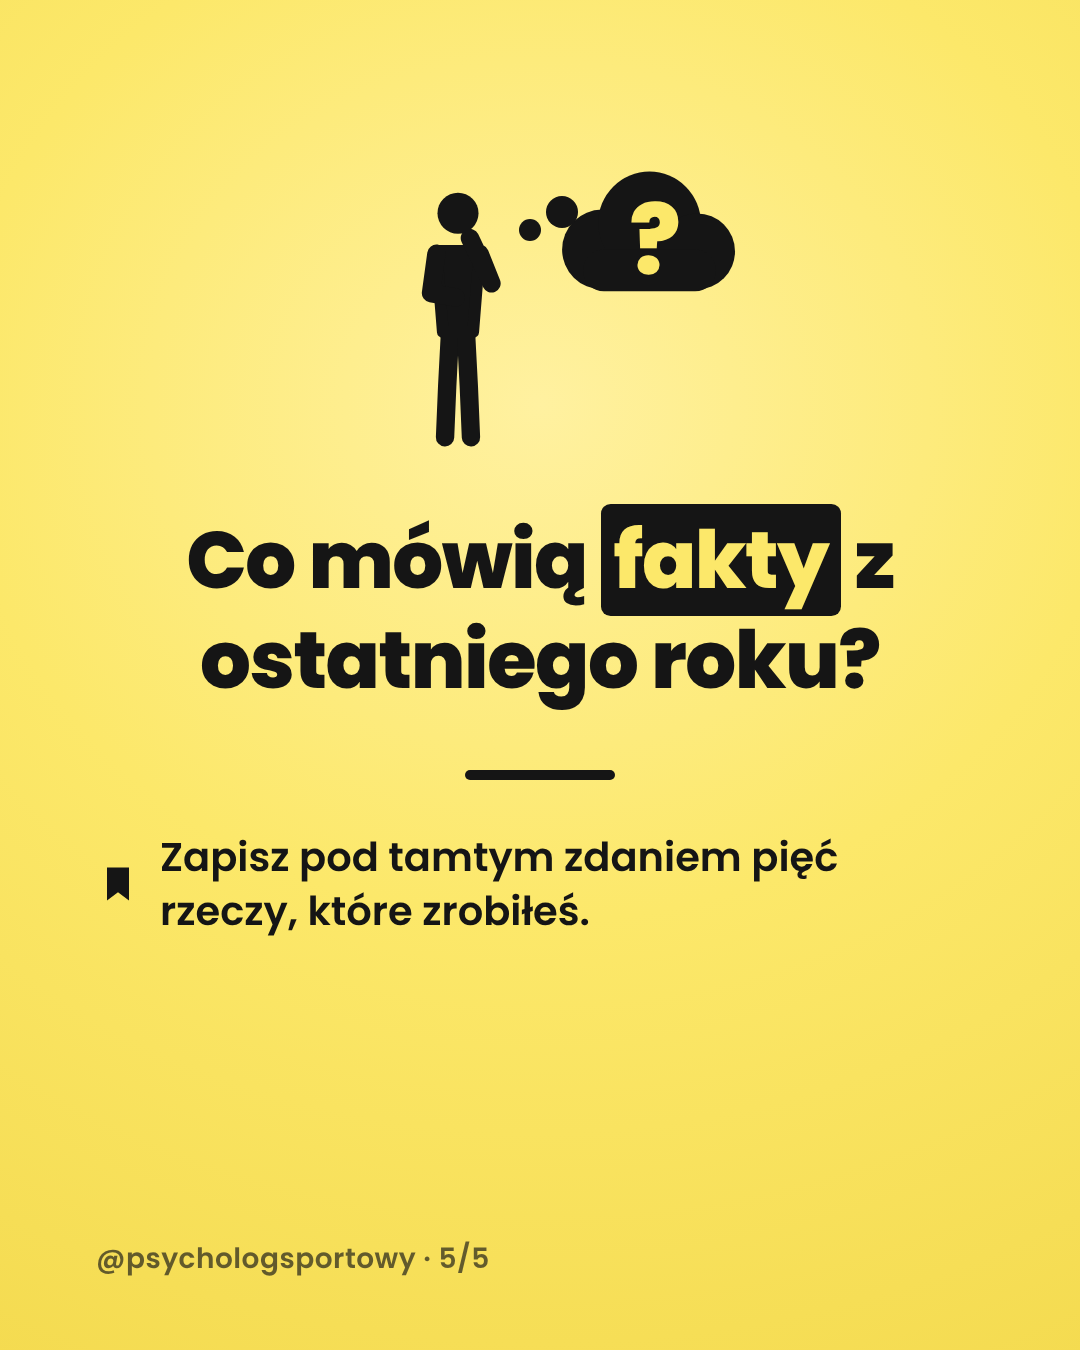 ?
Co mówią fakty z
ostatniego roku?
Zapisz pod tamtym zdaniem pięć
rzeczy, które zrobiłeś.
@psychologsportowy · 5/5